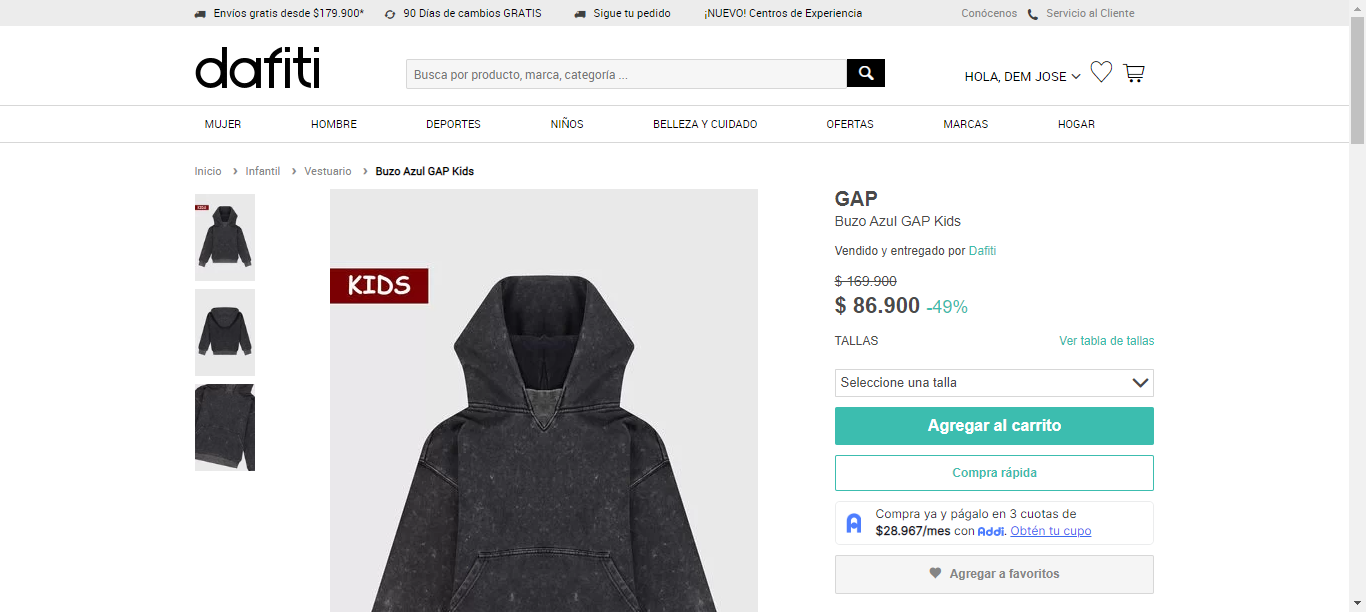 Envíos gratis desde $179.900* 90 Días de cambios GRATIS Sigue tu pedido ¡NUEVO! Centros de Experiencia Conócenos Servicio al Cliente
dafiti
Busca por producto, marca, categoría ...
HOLA, DEM JOSE
MUJER HOMBRE DEPORTES NIÑOS BELLEZA Y CUIDADO OFERTAS MARCAS HOGAR
Inicio > Infantil > Vestuario > Buzo Azul GAP Kids
KIDS
KIDS
GAP
Buzo Azul GAP Kids
Vendido y entregado por Dafiti
$ 169.900
$ 86.900 -49%
TALLAS Ver tabla de tallas
Seleccione una talla
Agregar al carrito
Compra rápida
Compra ya y págalo en 3 cuotas de
$28.967/mes con Addi. Obtén tu cupo
Agregar a favoritos